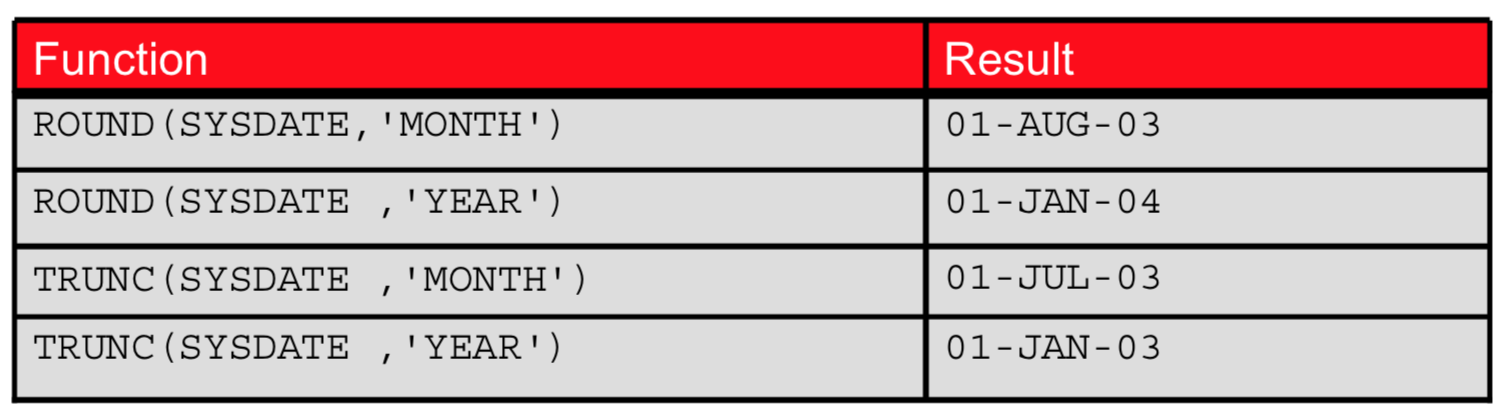 Function Result
ROUND(SYSDATE,'MONTH') 01-AUG-03
ROUND(SYSDATE ,'YEAR') 01-JAN-04
TRUNC(SYSDATE ,'MONTH') 01-JUL-03
TRUNC(SYSDATE ,'YEAR') 01-JAN-03